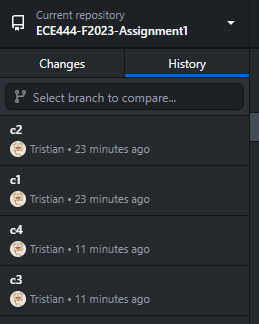 Current repository
ECE444-F2023-Assignment1
Changes History
Select branch to compare...
c2
Tristian • 23 minutes ago
c1
Tristian • 23 minutes ago
c4
Tristian • 11 minutes ago
c3
Tristian • 11 minutes ago